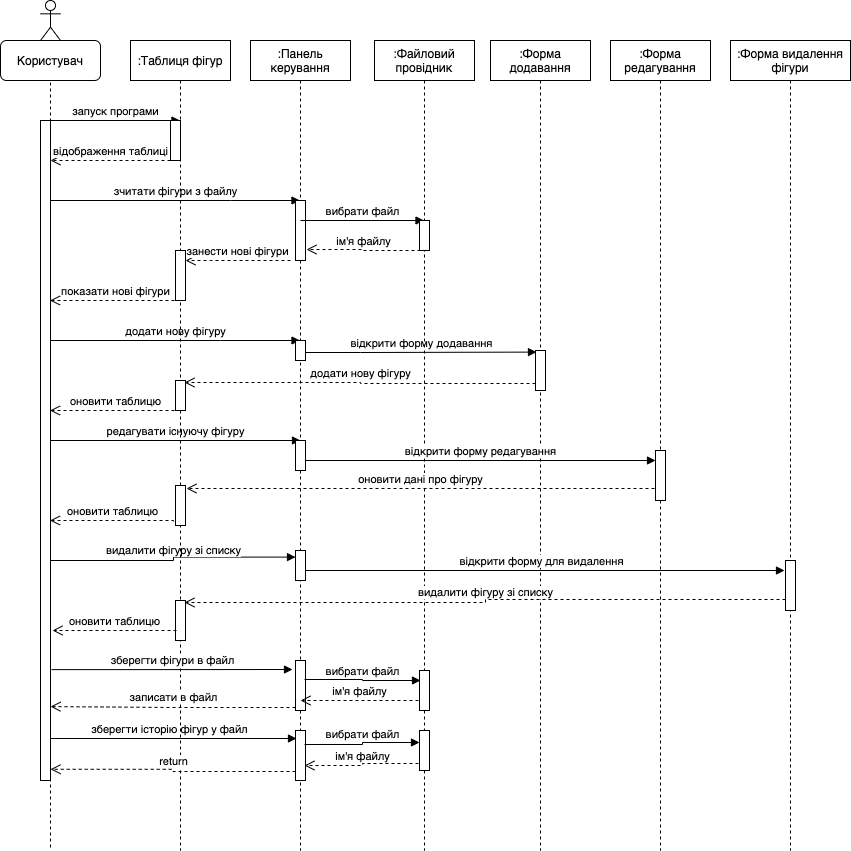 Користувач
:Таблиця фігур
:Панель
керування
:Файловий
провідник
:Форма
додавання
:Форма
редагування
:Форма видалення
фігури
запуск програми
відображення таблиці
зчитати фігури з файлу
вибрати файл
ім'я файлу
занести нові фігури
показати нові фігури
додати нову фігуру
відкрити форму додавання
додати нову фігуру
оновити таблицю
редагувати існуючу фігуру
відкрити форму редагування
оновити дані про фігуру
оновити таблицю
видалити фігуру зі списку
відкрити форму для видалення
видалити фігуру зі списку
оновити таблицю
зберегти фігури в файл
вибрати файл
ім'я файлу
записати в файл
зберегти історію фігур у файл
вибрати файл
ім'я файлу
return